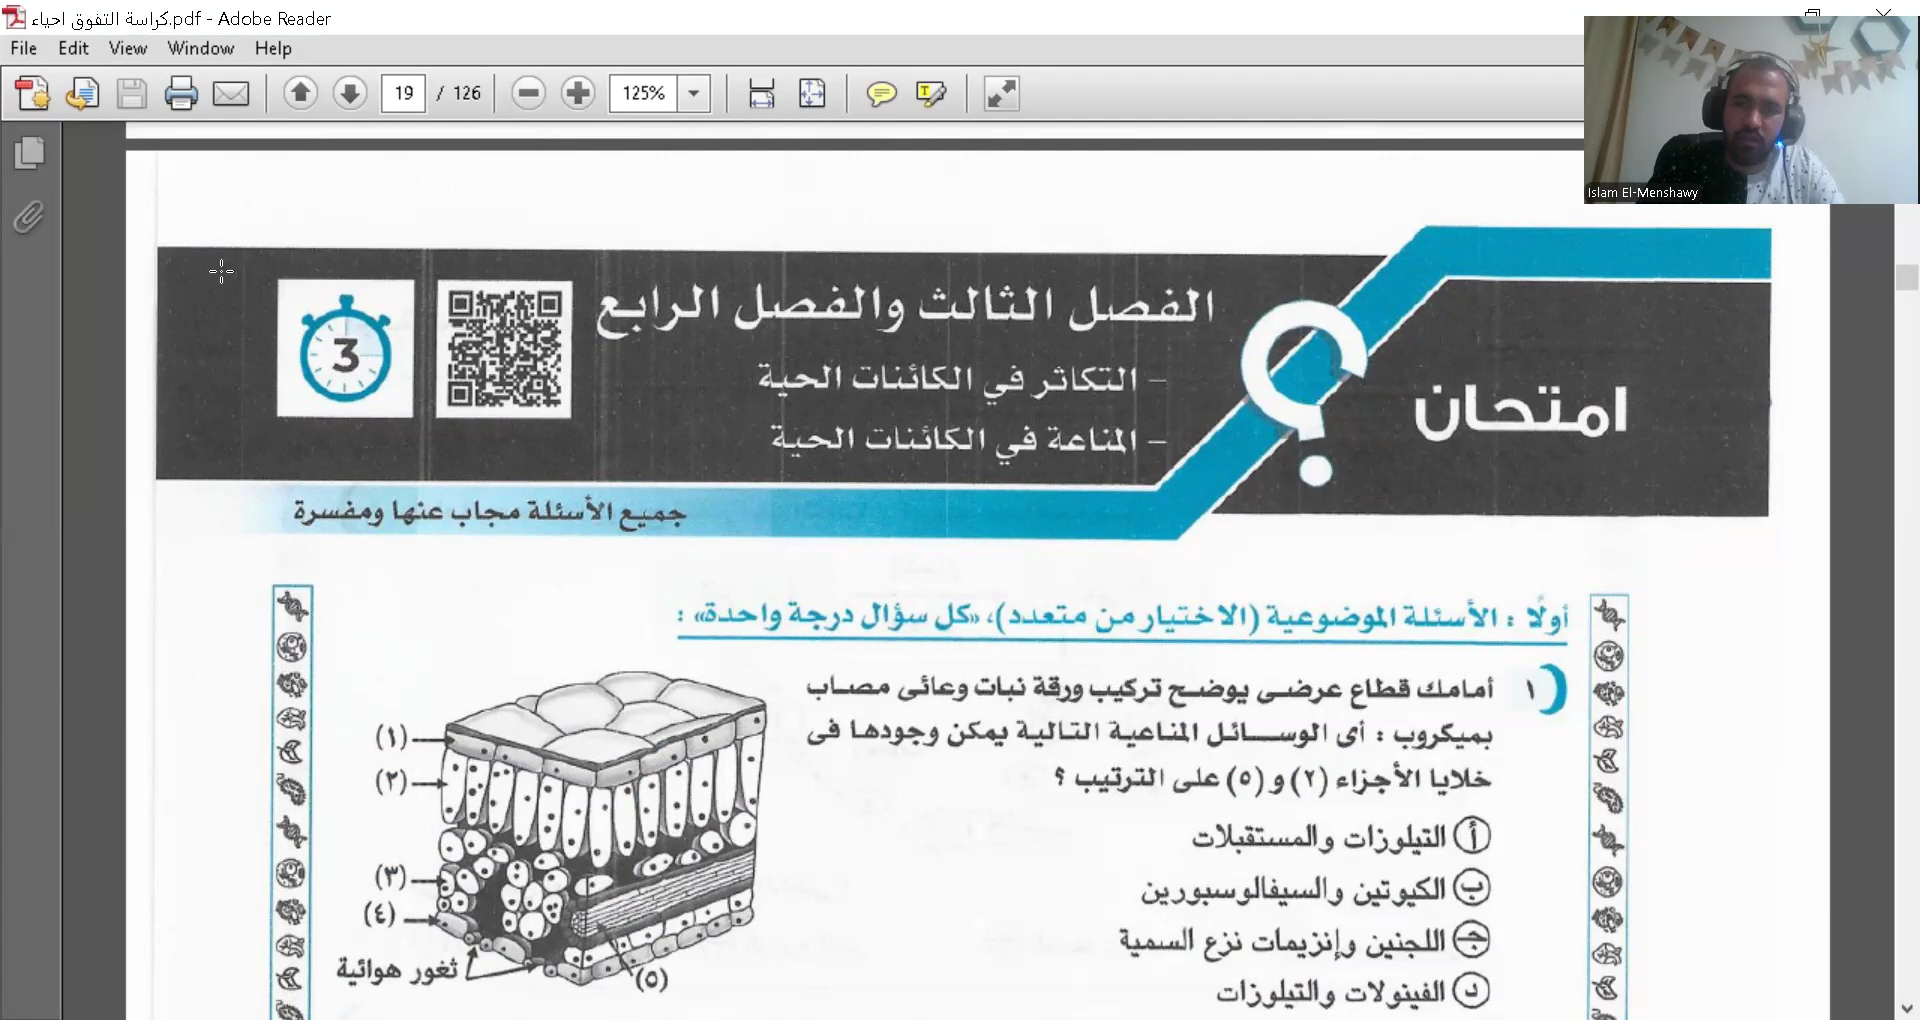 كراسة التفوق احياء.pdf - Adobe Reader
File Edit View Window Help
19 / 126 125%
Islam El-Menshawy
امتحان
الفصل الثالث والفصل الرابع
- التكاثر في الكائنات الحية
- المناعة في الكائنات الحية
3
جميع الأسئلة مجاب عنها ومفسرة
أولًا : الأسئلة الموضوعية (الاختيار من متعدد)، «كل سؤال درجة واحدة» :
١ أمامك قطاع عرضى يوضح تركيب ورقة نبات وعائى مصاب
بميكروب : أى الوسائل المناعية التالية يمكن وجودها فى
خلايا الأجزاء (٢) و (٥) على الترتيب ؟
أ التيلوزات والمستقبلات
ب الكيوتين والسيفالوسبورين
ج اللجنين وإنزيمات نزع السمية
د الفينولات والتيلوزات
(١)
(٢)
(٣)
(٤)
ثغور هوائية
(٥)